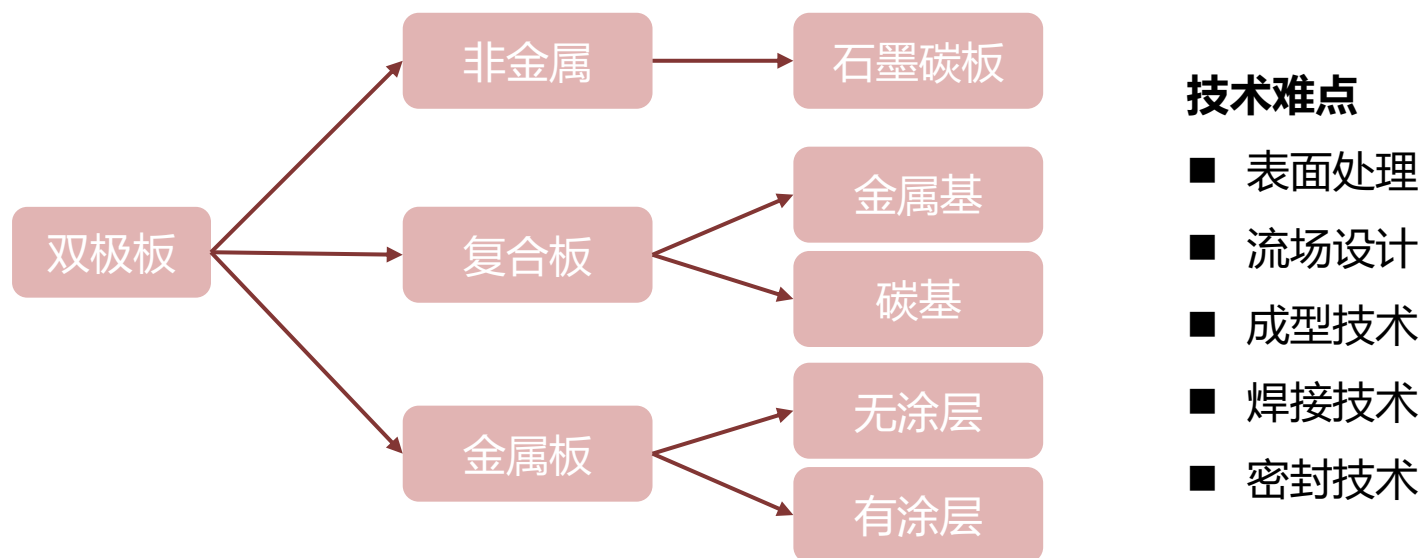 双极板
非金属
石墨碳板
复合板
金属基
碳基
金属板
无涂层
有涂层
技术难点
■ 表面处理
■ 流场设计
■ 成型技术
■ 焊接技术
■ 密封技术